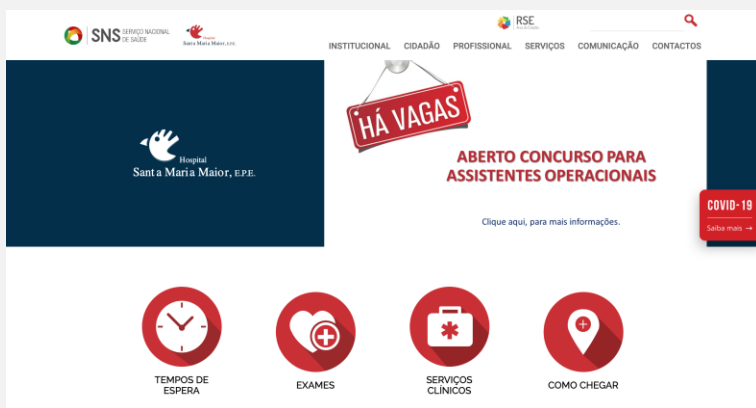 SNS SERVIÇO NACIONAL
DE SAÚDE
Hospital
Santa Maria Maior, E.P.E.
RSE
INSTITUCIONAL CIDADÃO PROFISSIONAL SERVIÇOS COMUNICAÇÃO CONTACTOS
HÁ VAGAS
Hospital
Santa Maria Maior, E.P.E.
ABERTO CONCURSO PARA
ASSISTENTES OPERACIONAIS
Clique aqui, para mais informações.
COVID-19
Saiba mais →
TEMPOS DE
ESPERA
EXAMES
SERVIÇOS
CLÍNICOS
COMO CHEGAR